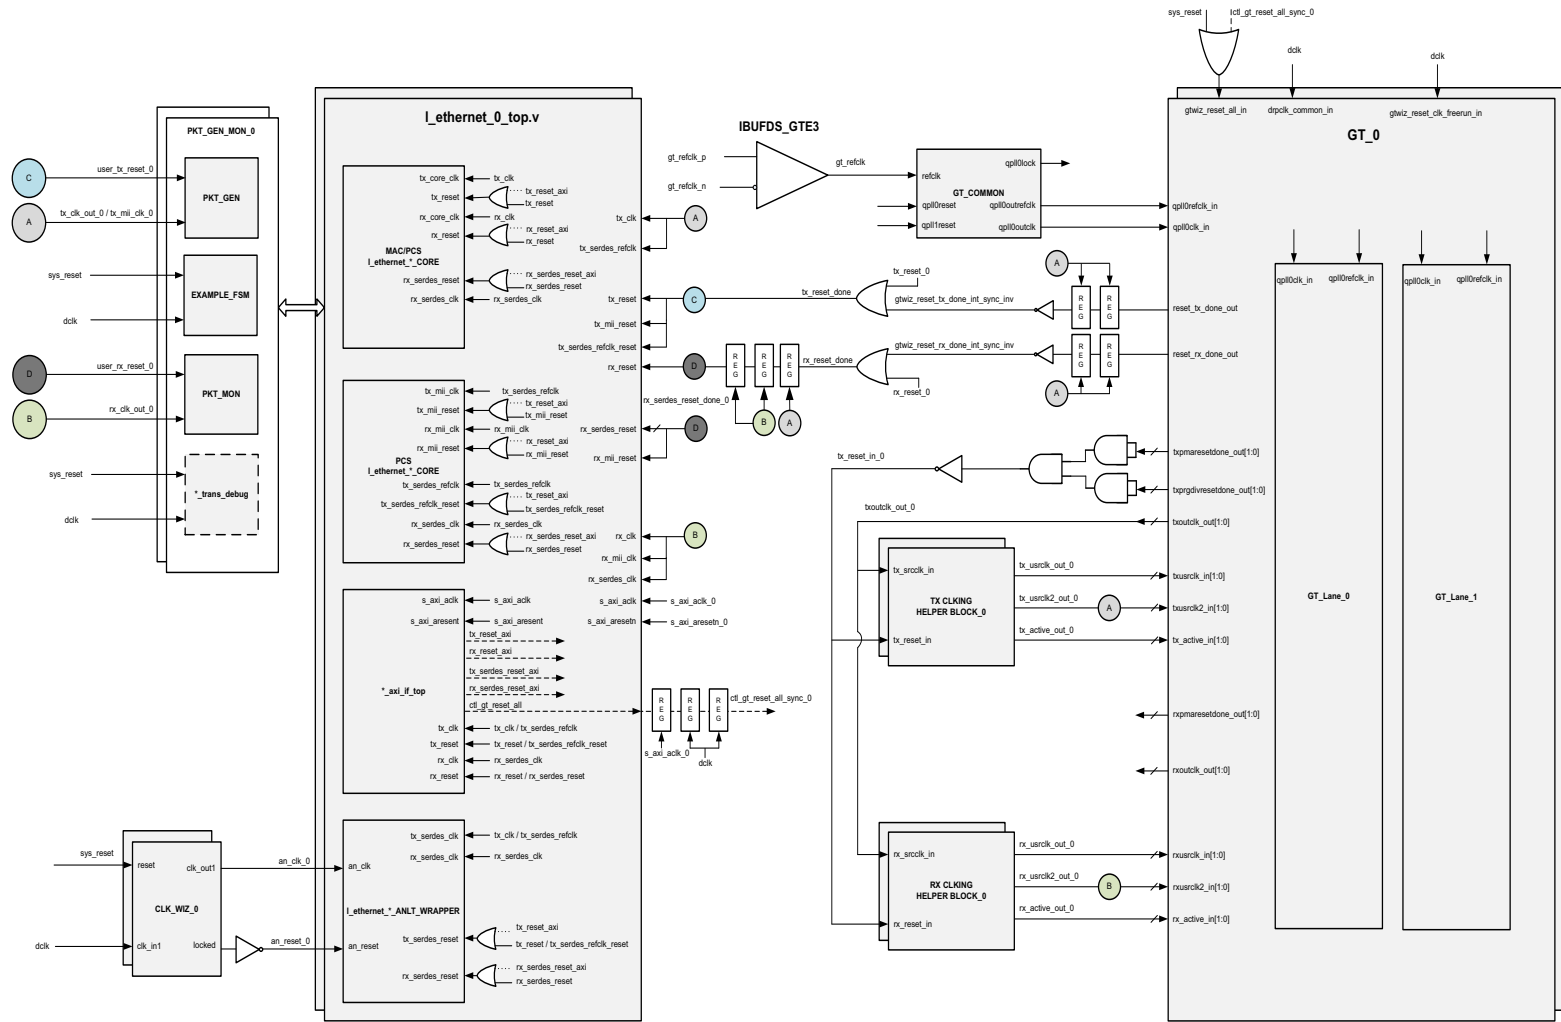 sys_reset
ctl_gt_reset_all_sync_0
dclk
dclk
gtwiz_reset_all_in
drpclk_common_in
gtwiz_reset_clk_freerun_in
GT_0
PKT_GEN_MON_0
C
user_tx_reset_0
PKT_GEN
A
tx_clk_out_0 / tx_mii_clk_0
sys_reset
EXAMPLE_FSM
dclk
D
user_rx_reset_0
PKT_MON
B
rx_clk_out_0
sys_reset
*_trans_debug
dclk
l_ethernet_0_top.v
MAC/PCS
l_ethernet_*_CORE
tx_core_clk
tx_clk
tx_reset
tx_reset_axi
tx_reset
rx_core_clk
rx_clk
rx_reset
rx_reset_axi
rx_reset
rx_serdes_reset
rx_serdes_reset_axi
rx_serdes_reset
rx_serdes_clk
rx_serdes_clk
PCS
l_ethernet_*_CORE
tx_mii_clk
tx_serdes_refclk
tx_mii_reset
tx_reset_axi
tx_mii_reset
rx_mii_clk
rx_mii_clk
rx_mii_reset
rx_reset_axi
rx_mii_reset
tx_serdes_refclk
tx_serdes_refclk
tx_serdes_refclk_reset
tx_reset_axi
tx_serdes_refclk_reset
rx_serdes_clk
rx_serdes_clk
rx_serdes_reset
rx_serdes_reset_axi
rx_serdes_reset
*_axi_if_top
s_axi_aclk
s_axi_aclk
s_axi_aresent
s_axi_aresent
tx_reset_axi
rx_reset_axi
tx_serdes_reset_axi
rx_serdes_reset_axi
ctl_gt_reset_all
tx_clk
tx_clk / tx_serdes_refclk
tx_reset
tx_reset / tx_serdes_refclk_reset
rx_clk
rx_serdes_clk
rx_reset
rx_reset / rx_serdes_reset
l_ethernet_*_ANLT_WRAPPER
tx_serdes_clk
tx_clk / tx_serdes_refclk
rx_serdes_clk
rx_serdes_clk
an_clk
an_reset
tx_serdes_reset
tx_reset_axi
tx_reset / tx_serdes_refclk_reset
rx_serdes_reset
rx_serdes_reset_axi
rx_serdes_reset
sys_reset
reset
clk_out1
an_clk_0
CLK_WIZ_0
dclk
clk_in1
locked
an_reset_0
tx_clk
A
tx_serdes_refclk
tx_reset
C
tx_mii_reset
tx_serdes_refclk_reset
rx_reset
D
rx_serdes_reset
D
rx_mii_reset
rx_clk
B
rx_mii_clk
rx_serdes_clk
s_axi_aclk
s_axi_aclk_0
s_axi_aresetn
s_axi_aresetn_0
IBUFDS_GTE3
gt_refclk_p
gt_refclk_n
gt_refclk
GT_COMMON
refclk
qpll0lock
qpll0reset
qpll0outrefclk
qpll1reset
qpll0outclk
tx_reset_done
tx_reset_0
gtwiz_reset_tx_done_int_sync_inv
A
REG
REG
rx_reset_done
gtwiz_reset_rx_done_int_sync_inv
rx_reset_0
REG
REG
A
REG
REG
REG
rx_serdes_reset_done_0
B
A
tx_reset_in_0
txoutclk_out_0
tx_srcclk_in
TX CLKING
HELPER BLOCK_0
tx_reset_in
tx_usrclk_out_0
tx_usrclk2_out_0
A
tx_active_out_0
REG
REG
REG
ctl_gt_reset_all_sync_0
s_axi_aclk_0
dclk
rx_srcclk_in
RX CLKING
HELPER BLOCK_0
rx_reset_in
rx_usrclk_out_0
rx_usrclk2_out_0
B
rx_active_out_0
qpll0refclk_in
qpll0clk_in
reset_tx_done_out
reset_rx_done_out
txpmaresetdone_out[1:0]
txprgdivresetdone_out[1:0]
txoutclk_out[1:0]
txusrclk_in[1:0]
txusrclk2_in[1:0]
tx_active_in[1:0]
rxpmaresetdone_out[1:0]
rxoutclk_out[1:0]
rxusrclk_in[1:0]
rxusrclk2_in[1:0]
rx_active_in[1:0]
qpll0clk_in
qpll0refclk_in
GT_Lane_0
qpll0clk_in
qpll0refclk_in
GT_Lane_1